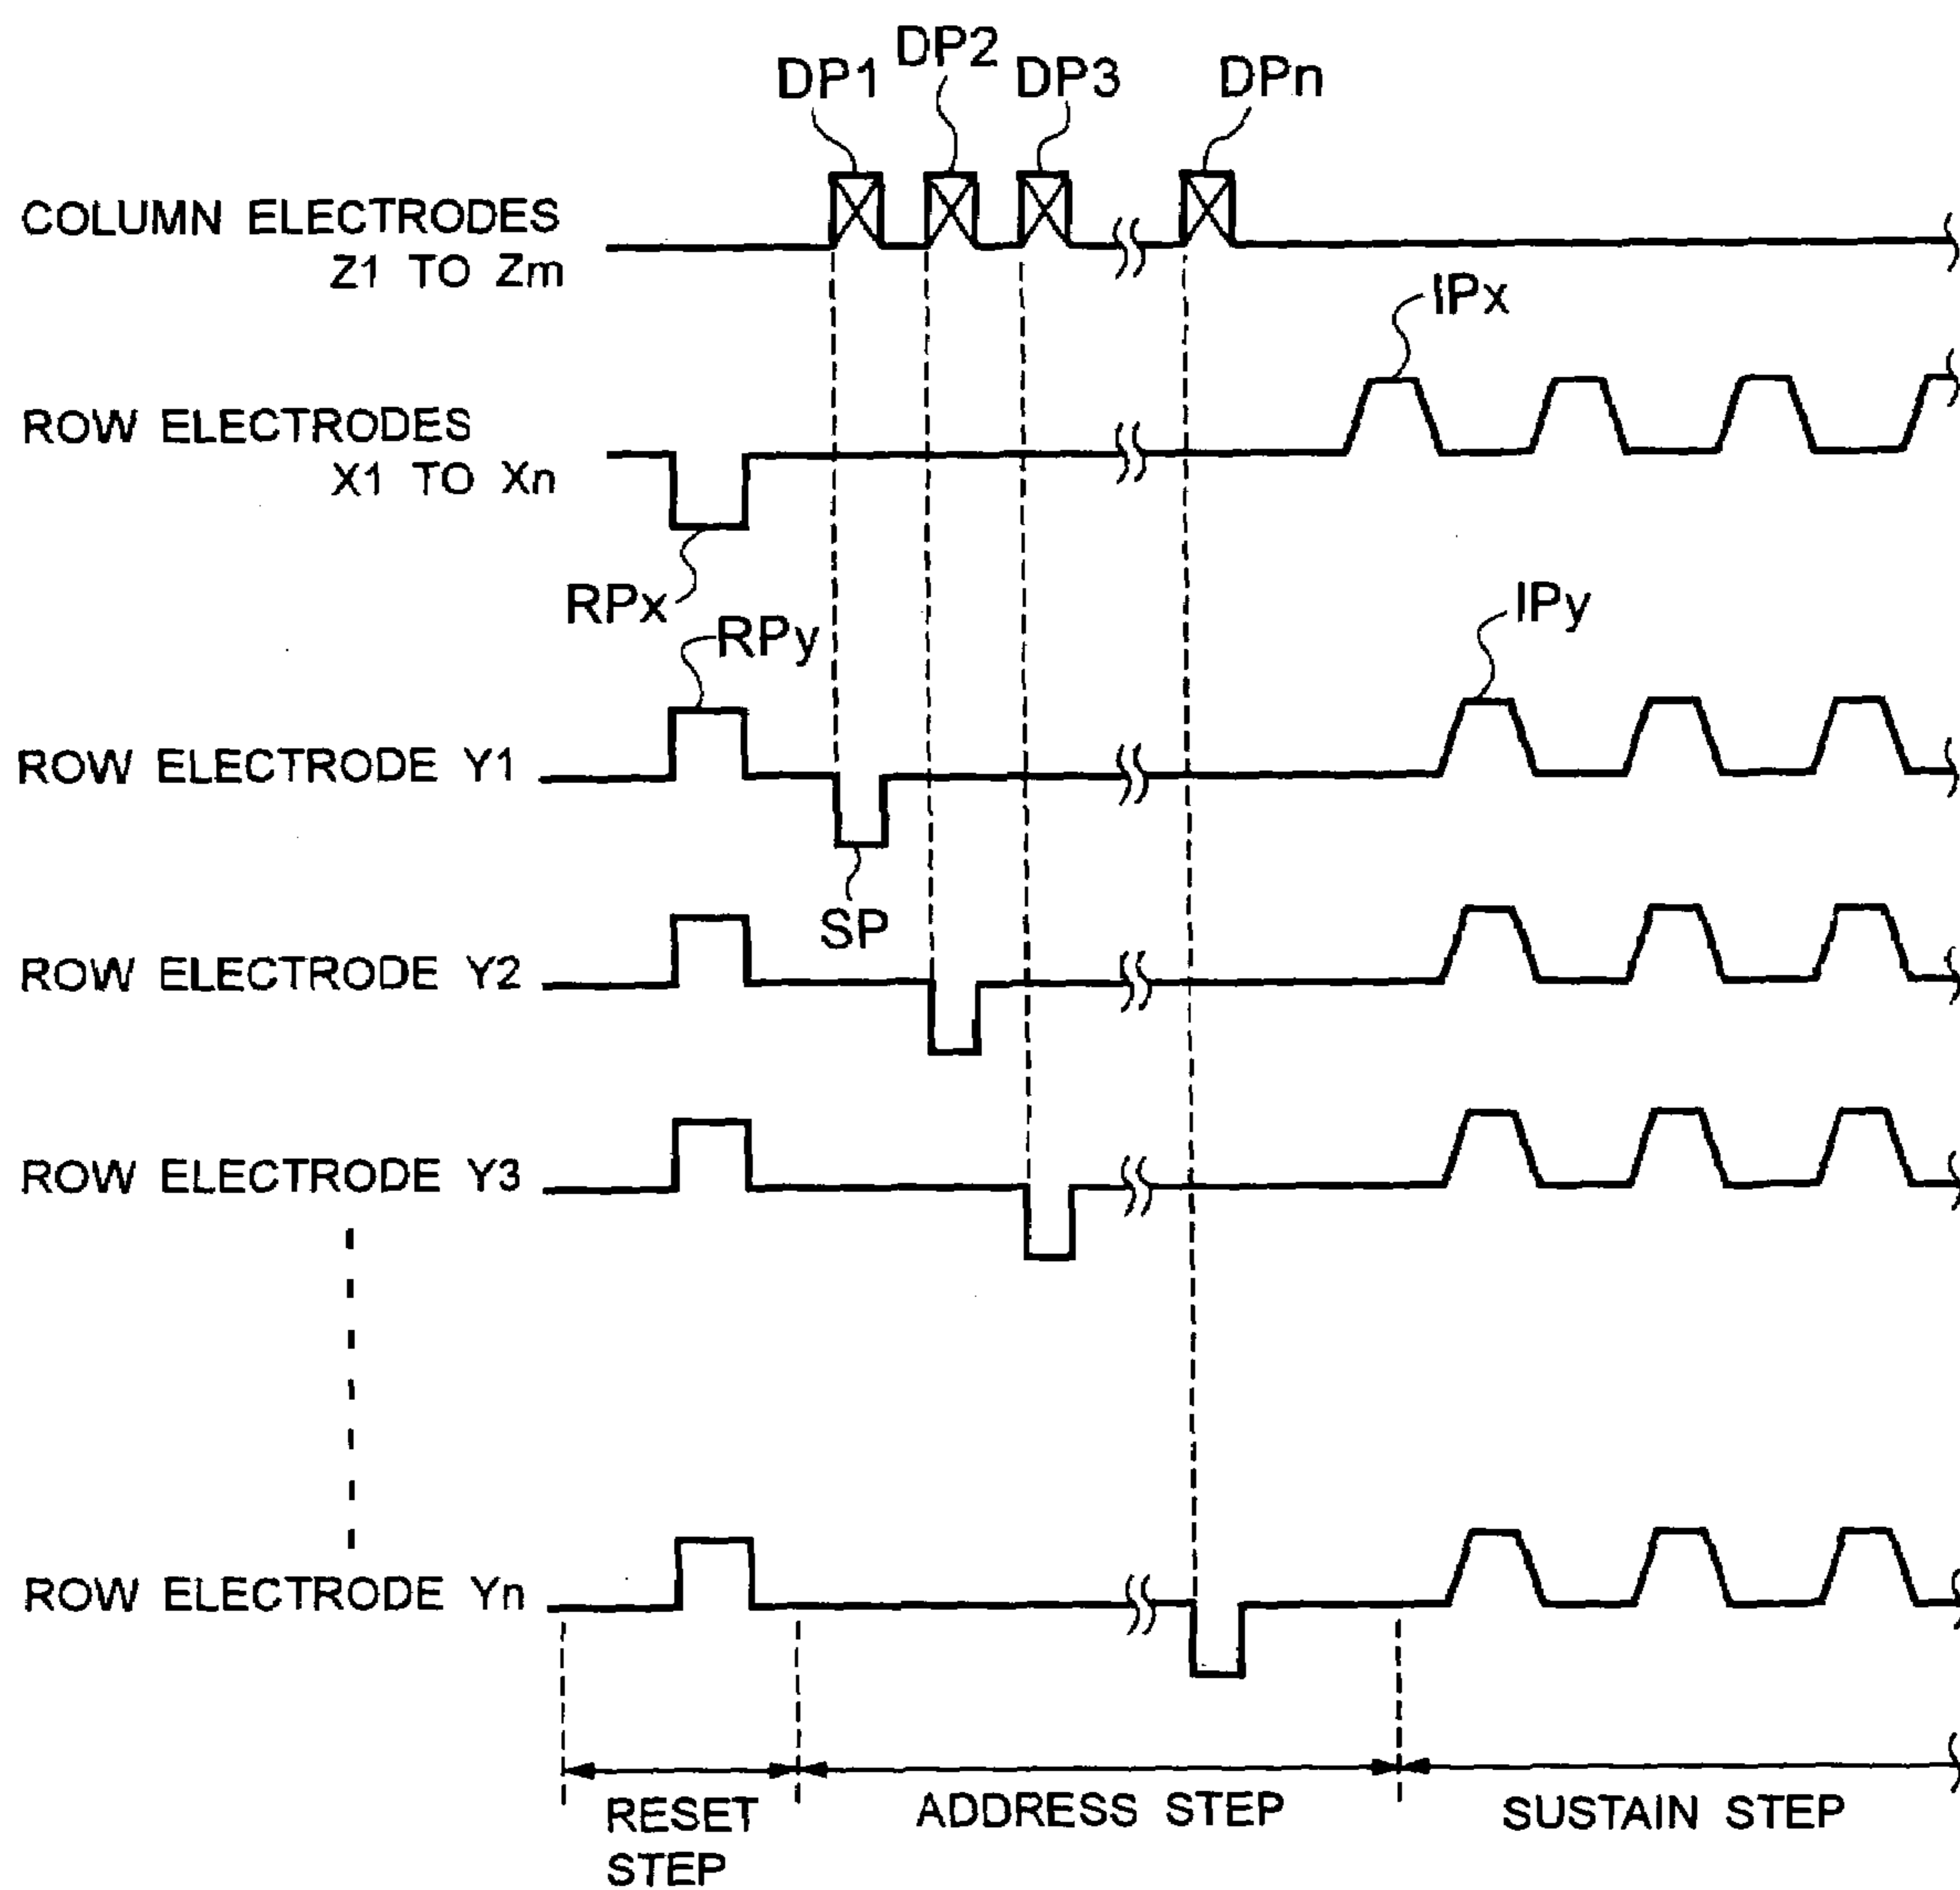 DP1
DP2
DP3
DPn
COLUMN ELECTRODES
Z1 TO Zm
IPx
ROW ELECTRODES
X1 TO Xn
RPx
RPy
IPy
ROW ELECTRODE Y1
SP
ROW ELECTRODE Y2
ROW ELECTRODE Y3
ROW ELECTRODE Yn
RESET
STEP
ADDRESS STEP
SUSTAIN STEP